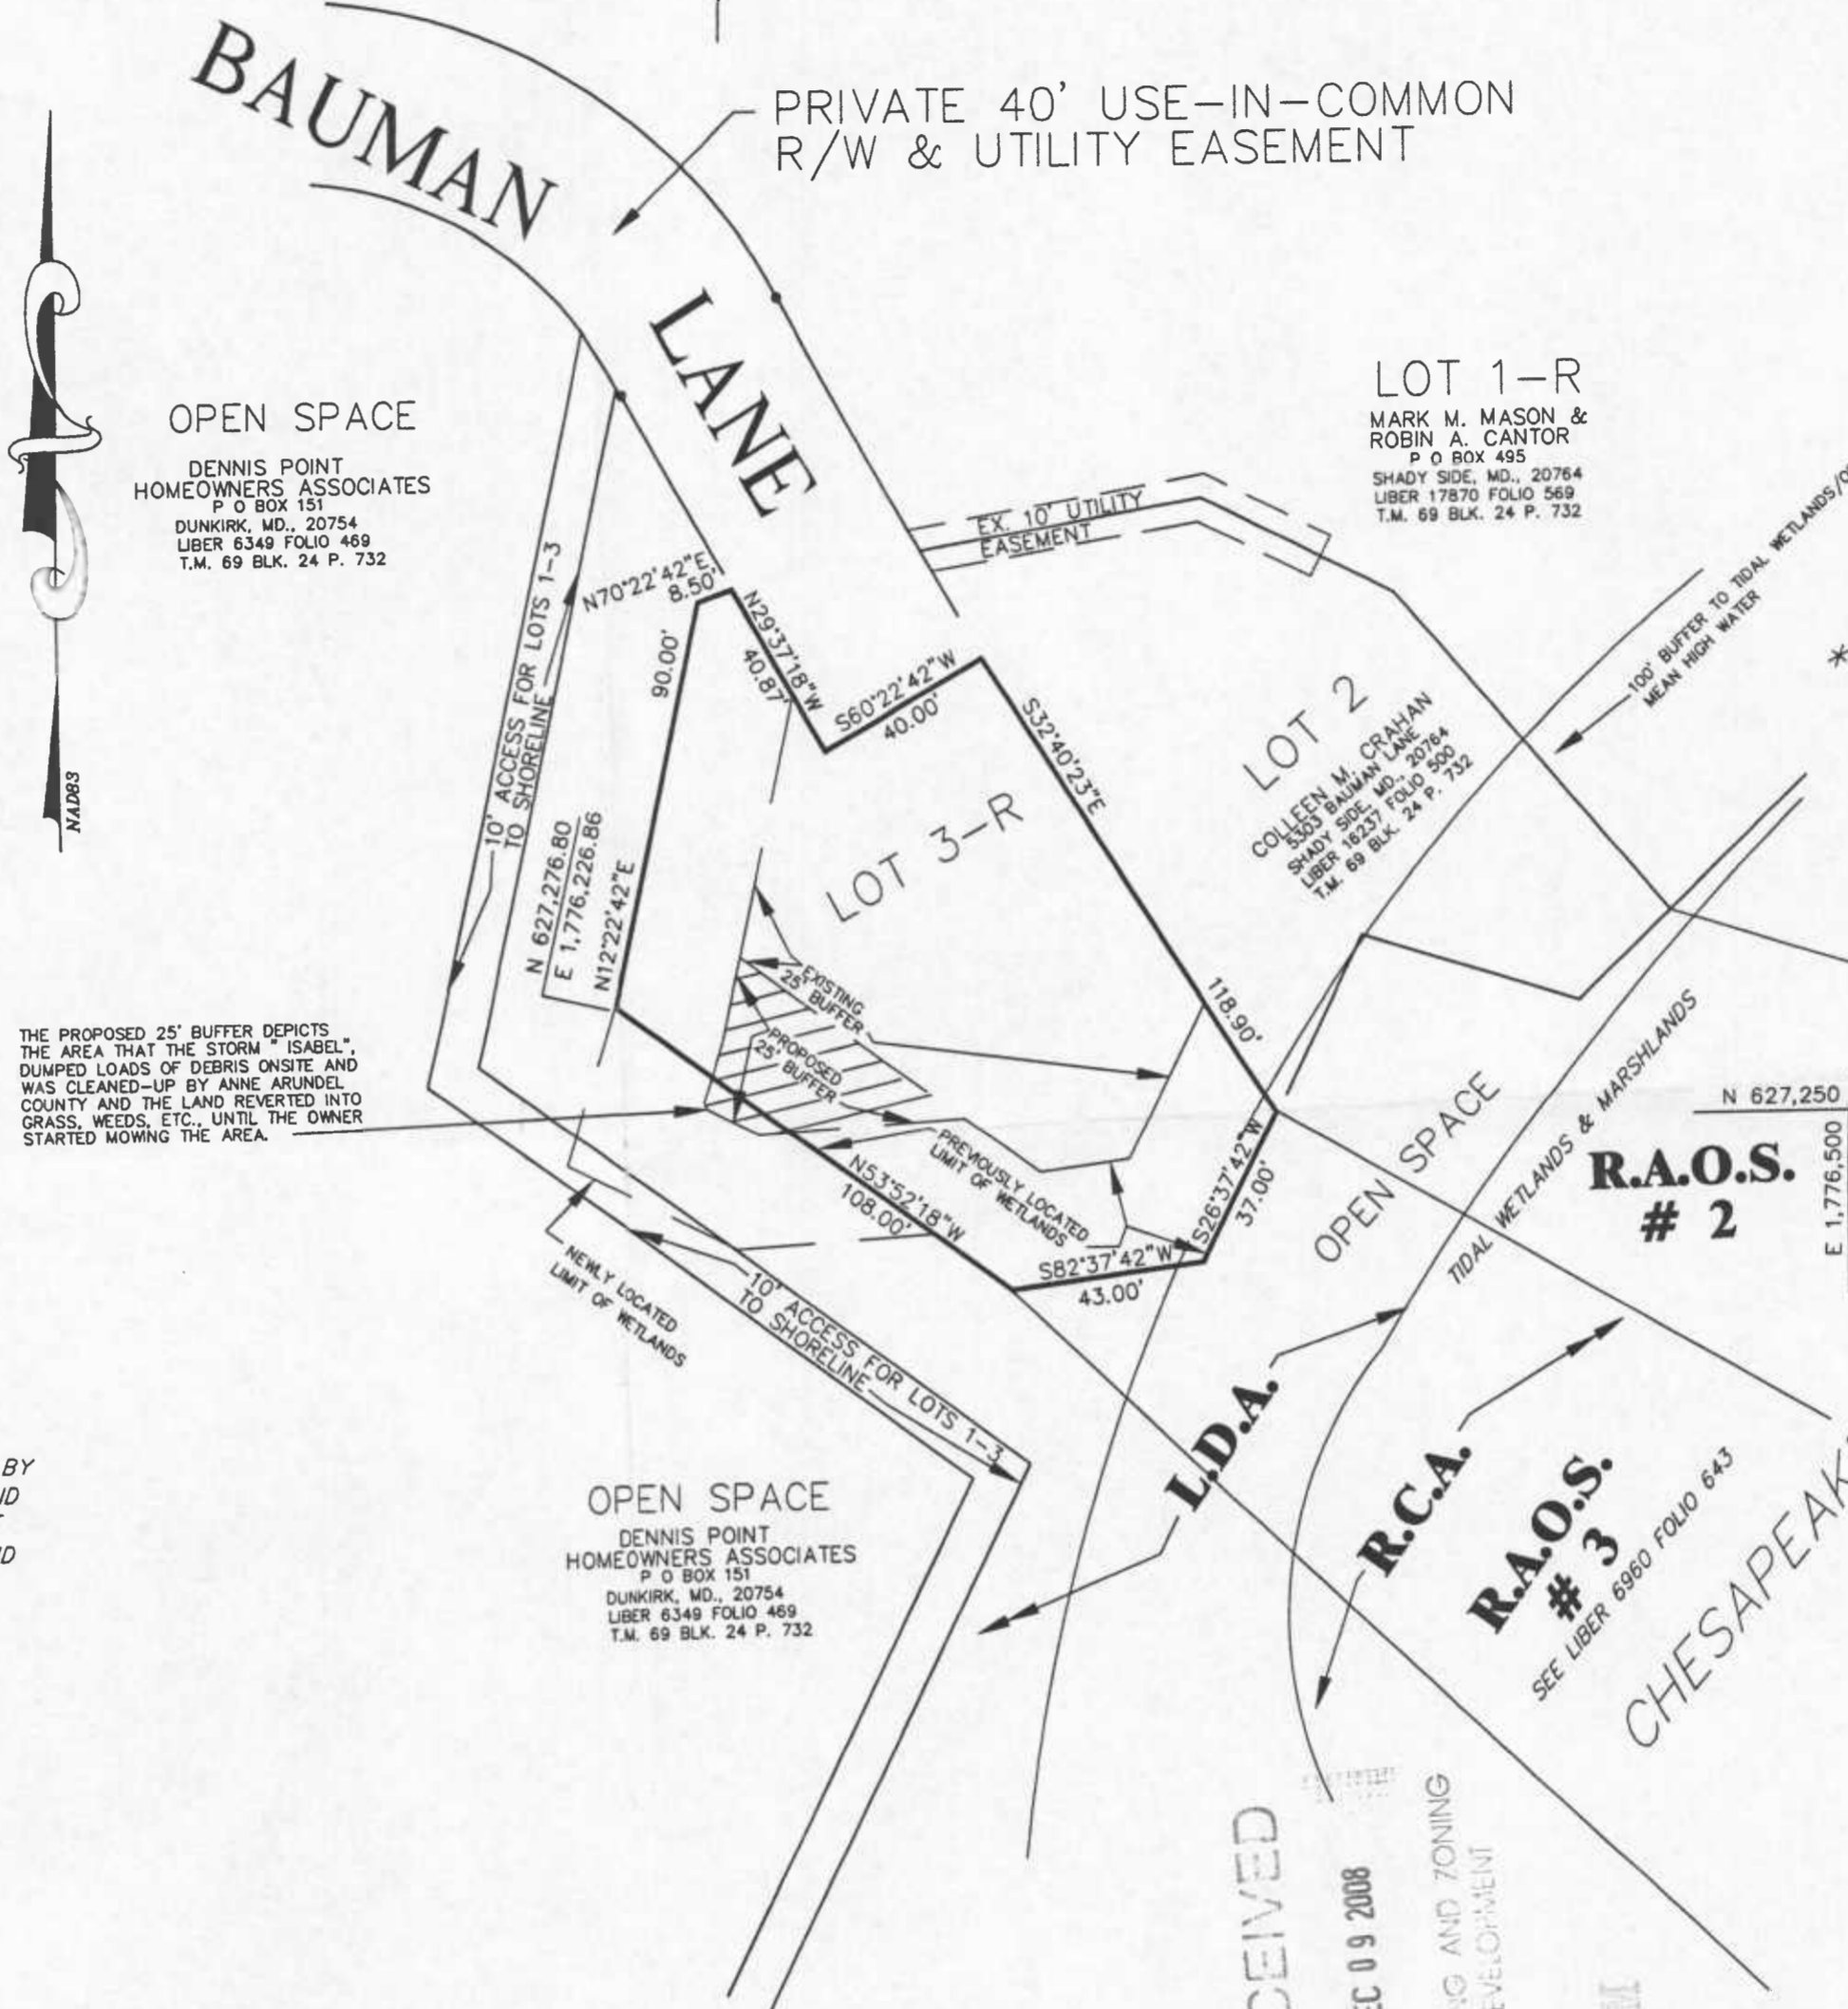 BAUMAN
LANE
PRIVATE 40' USE-IN-COMMON
R/W & UTILITY EASEMENT
NAD83
OPEN SPACE
DENNIS POINT
HOMEOWNERS ASSOCIATES
P O BOX 151
DUNKIRK, MD., 20754
LIBER 6349 FOLIO 469
T.M. 69 BLK. 24 P. 732
LOT 1-R
MARK M. MASON &
ROBIN A. CANTOR
P O BOX 495
SHADY SIDE, MD., 20764
LIBER 17870 FOLIO 569
T.M. 69 BLK. 24 P. 732
EX. 10' UTILITY
EASEMENT
100' BUFFER TO TIDAL WETLANDS/
MEAN HIGH WATER
*
10' ACCESS FOR LOTS 1-3
TO SHORELINE
N70°22'42"E
8.50'
N29°37'18"W
40.87'
S60°22'42"W
40.00'
90.00'
N12°22'42"E
N 627,276.80
E 1,776,226.86
S32°40'23"E
118.90'
LOT 3-R
LOT 2
COLLEEN M. CRAHAN
5303 BAUMAN LANE
SHADY SIDE, MD., 20764
LIBER 16237 FOLIO 500
T.M. 69 BLK. 24 P. 732
EXISTING
25' BUFFER
PROPOSED
25' BUFFER
THE PROPOSED 25' BUFFER DEPICTS
THE AREA THAT THE STORM " ISABEL",
DUMPED LOADS OF DEBRIS ONSITE AND
WAS CLEANED-UP BY ANNE ARUNDEL
COUNTY AND THE LAND REVERTED INTO
GRASS, WEEDS, ETC., UNTIL THE OWNER
STARTED MOWING THE AREA.
PREVIOUSLY LOCATED
LIMIT OF WETLANDS
N53°52'18"W
108.00'
S82°37'42"W
43.00'
S26°37'42"W
37.00'
OPEN SPACE
TIDAL WETLANDS & MARSHLANDS
N 627,250
E 1,776,500
R.A.O.S.
# 2
NEWLY LOCATED
LIMIT OF WETLANDS
10' ACCESS FOR LOTS 1-3
TO SHORELINE
L.D.A.
R.C.A.
R.A.O.S.
# 3
SEE LIBER 6960 FOLIO 643
CHESAPEAK
OPEN SPACE
DENNIS POINT
HOMEOWNERS ASSOCIATES
P O BOX 151
DUNKIRK, MD., 20754
LIBER 6349 FOLIO 469
T.M. 69 BLK. 24 P. 732
BY
CEIVED
EC 09 2008
NG AND ZONING
EVELOPMENT